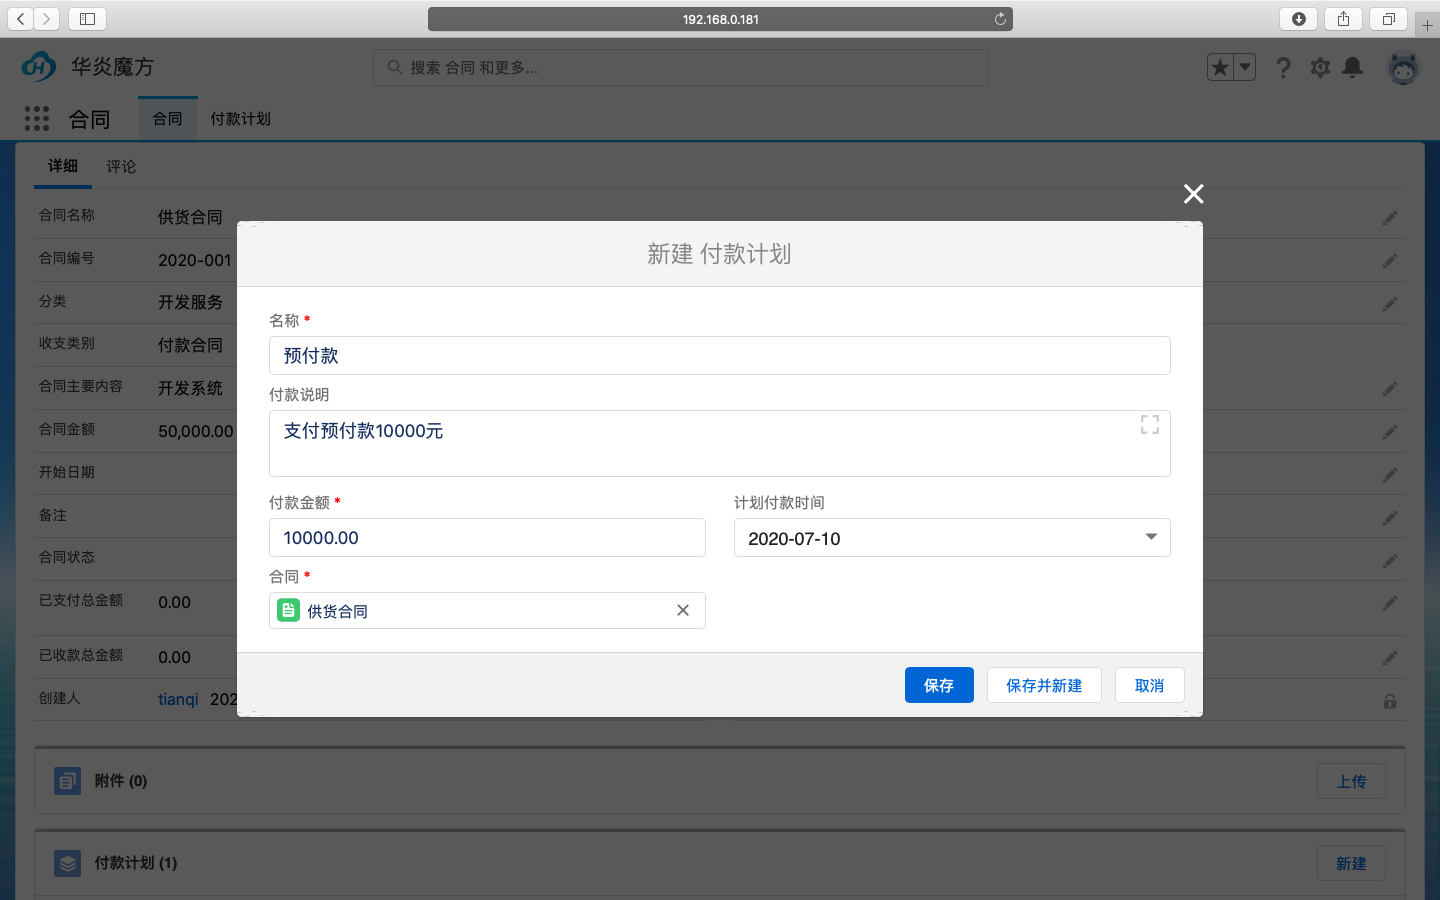 192.168.0.181
华炎魔方
搜索 合同 和更多...
合同
合同
付款计划
详细
评论
合同名称
供货合同
合同编号
2020-001
分类
开发服务
收支类别
付款合同
合同主要内容
开发系统
合同金额
50,000.00
开始日期
备注
合同状态
已支付总金额
0.00
已收款总金额
0.00
创建人
tianqi 202
新建 付款计划
名称 *
预付款
付款说明
支付预付款10000元
付款金额 *
10000.00
计划付款时间
2020-07-10
合同 *
供货合同
保存
保存并新建
取消
附件 (0)
上传
付款计划 (1)
新建